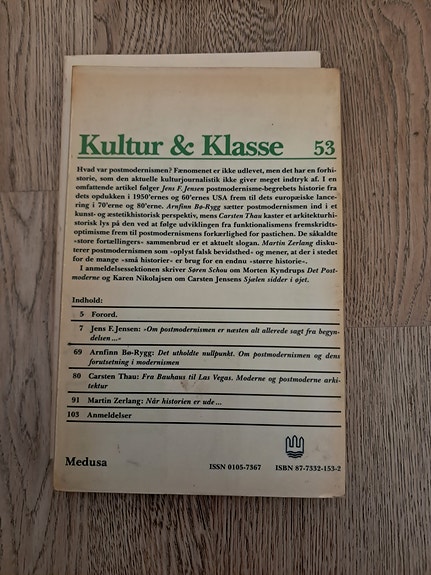 Kultur & Klasse 53
Hvad var postmodernismen? Fænomenet er ikke udlevet, men det har en forhi-
storie, som den aktuelle kulturjournalistik ikke giver meget indtryk af. I en
omfattende artikel følger Jens F. Jensen postmodernisme-begrebets historie fra
dets opdukken i 1950'ernes og 60'ernes USA frem til dets europæiske lance-
ring i 70'erne og 80'erne. Arnfinn Bø-Rygg sætter postmodernismen ind i et
kunst- og æstetikhistorisk perspektiv, mens Carsten Thau kaster et arkitekturhi-
storisk lys på den ved at følge udviklingen fra funktionalismens fremskridts-
optimisme frem til postmodernismens forkærlighed for pastichen. De såkaldte
»store fortællingers« sammenbrud er et aktuelt slogan. Martin Zerlang disku-
terer postmodernismen som »oplyst falsk bevidsthed« og mener, at der i stedet
for de mange »små historier« er brug for en endnu »større historie«.
I anmeldelsessektionen skriver Søren Schou om Morten Kyndrups Det Post-
moderne og Karen Nikolajsen om Carsten Jensens Sjælen sidder i øjet.
Indhold:
5 Forord.
7 Jens F. Jensen: »Om postmodernismen er næsten alt allerede sagt fra begyn-
delsen...«
69 Arnfinn Bø-Rygg: Det udholdte nullpunkt. Om postmodernismen og dens
forutsetning i modernismen
80 Carsten Thau: Fra Bauhaus til Las Vegas. Moderne og postmoderne arki-
tektur
91 Martin Zerlang: Når historien er ude...
103 Anmeldelser
Medusa ISSN 0105-7367 ISBN 87-7332-153-2